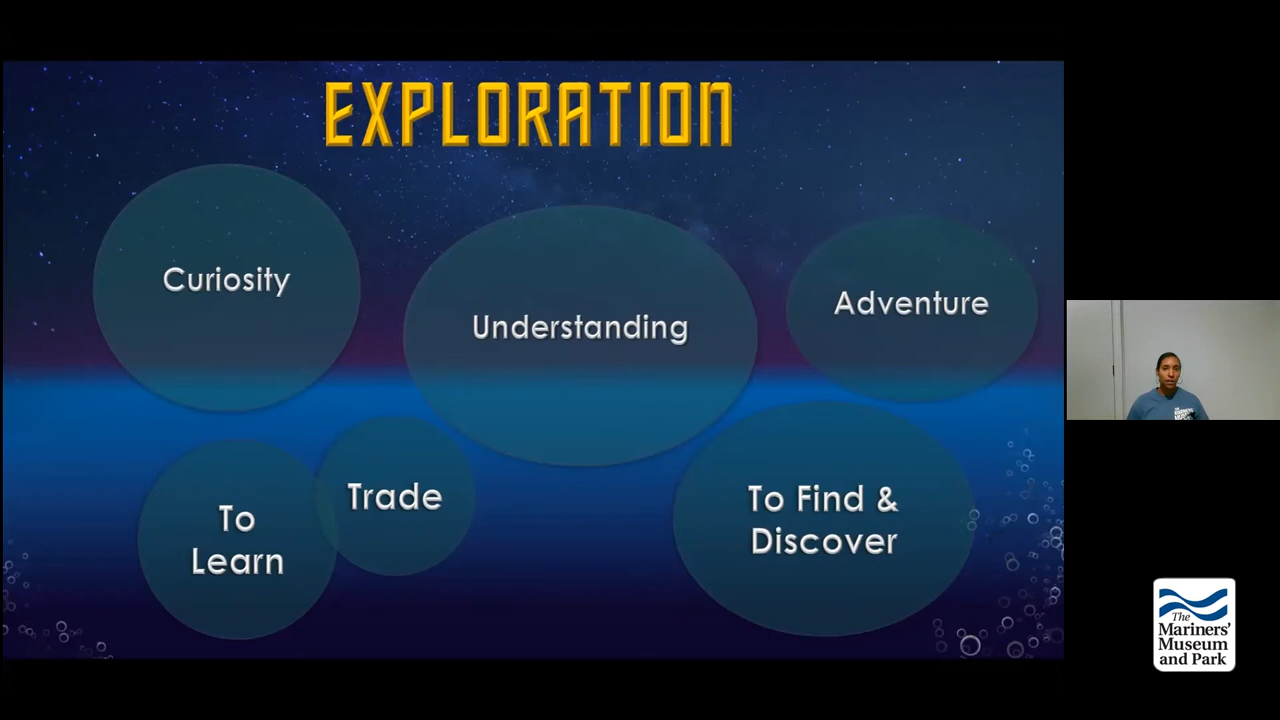 EXPLORATION
Curiosity
Understanding
Adventure
To
Learn
Trade
To Find &
Discover
The
Mariners'
Museum
and Park